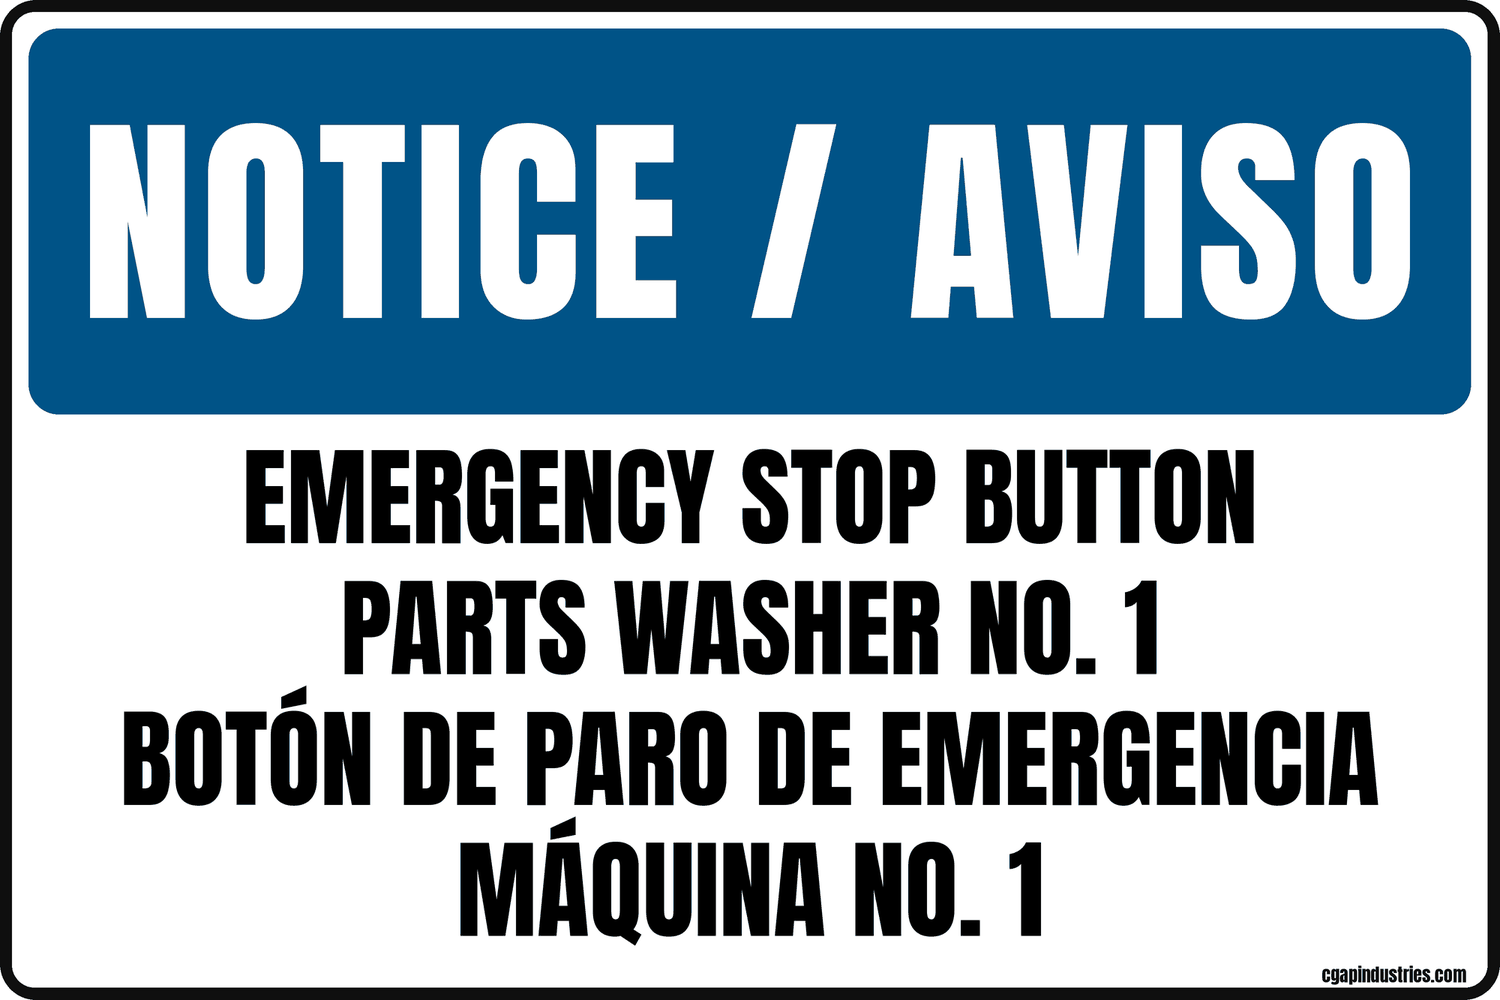 NOTICE / AVISO
EMERGENCY STOP BUTTON
PARTS WASHER NO. 1
BOTÓN DE PARO DE EMERGENCIA
MÁQUINA NO. 1
cgapindustries.com